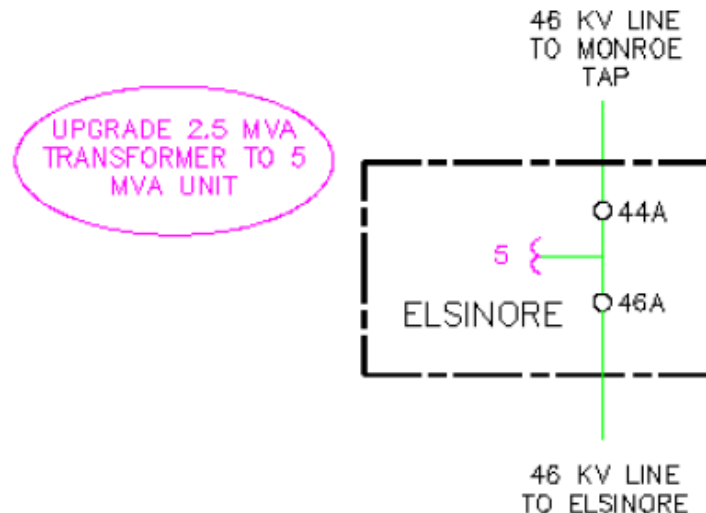 46 KV LINE
TO MONROE
TAP
UPGRADE 2.5 MVA
TRANSFORMER TO 5
MVA UNIT
44A
5
46A
ELSINORE
46 KV LINE
TO ELSINORE